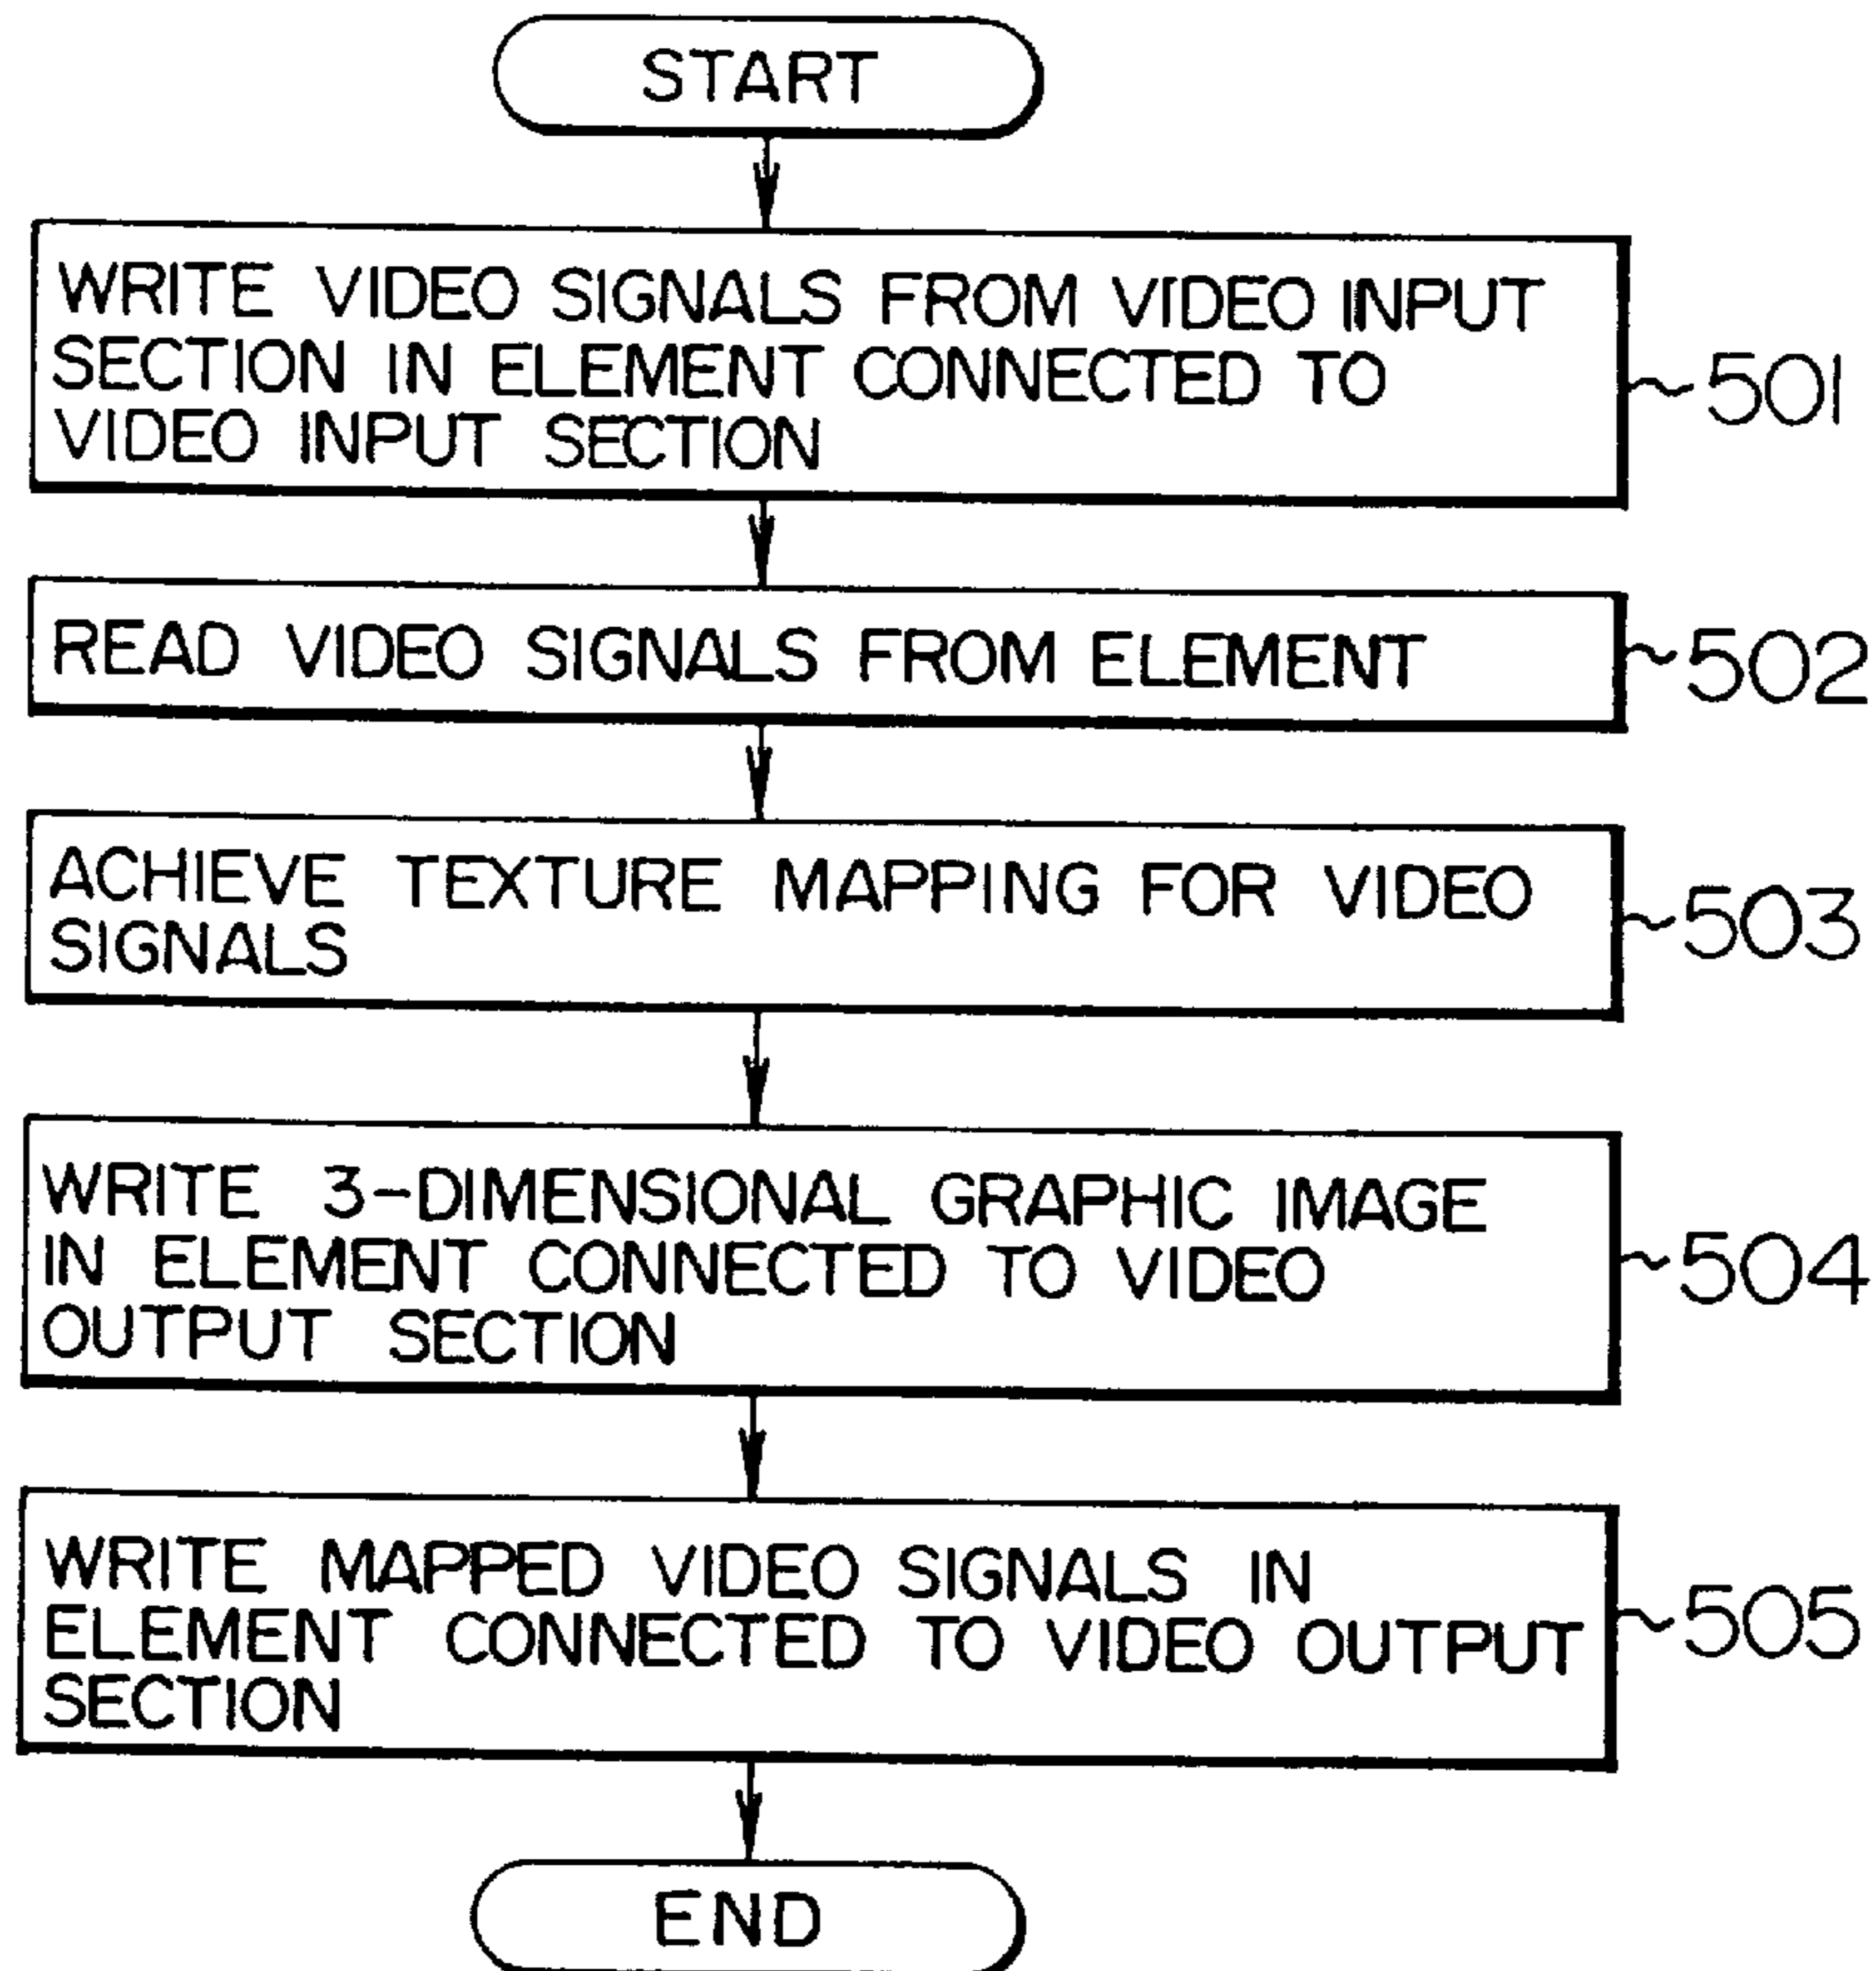 START
WRITE VIDEO SIGNALS FROM VIDEO INPUT
SECTION IN ELEMENT CONNECTED TO
VIDEO INPUT SECTION
501
READ VIDEO SIGNALS FROM ELEMENT
502
ACHIEVE TEXTURE MAPPING FOR VIDEO
SIGNALS
503
WRITE 3-DIMENSIONAL GRAPHIC IMAGE
IN ELEMENT CONNECTED TO VIDEO
OUTPUT SECTION
504
WRITE MAPPED VIDEO SIGNALS IN
ELEMENT CONNECTED TO VIDEO OUTPUT
SECTION
505
END